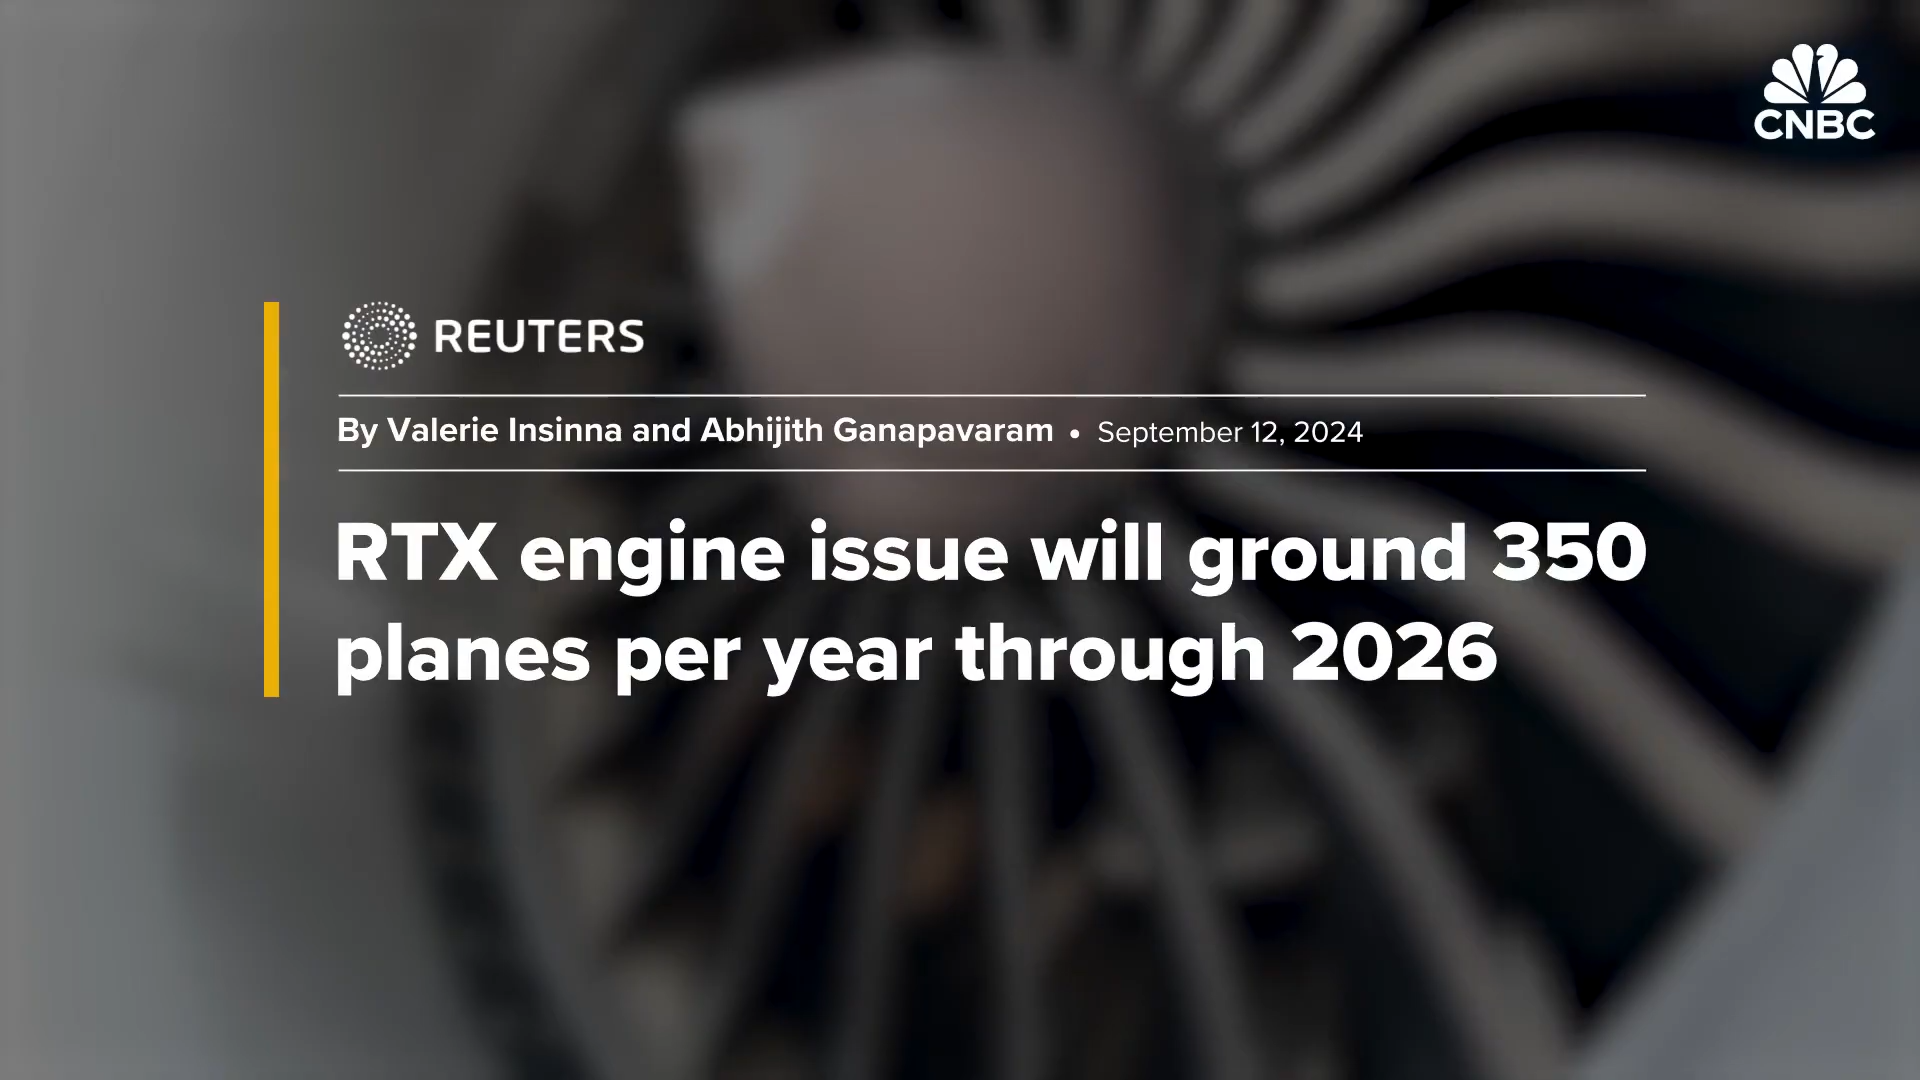 CNBC
REUTERS
By Valerie Insinna and Abhijith Ganapavaram • September 12, 2024
RTX engine issue will ground 350
planes per year through 2026